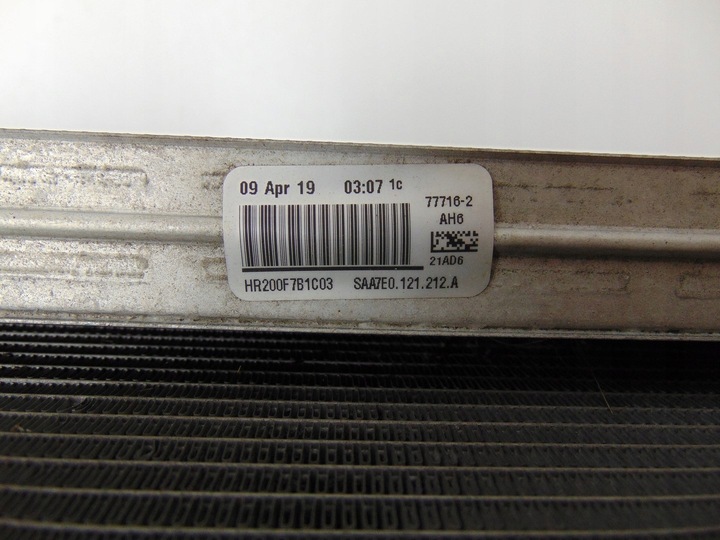 09 Apr 19 03:07 1c
77716-2
AH6
21AD6
HR200F7B1C03 SAA7E0.121.212.A